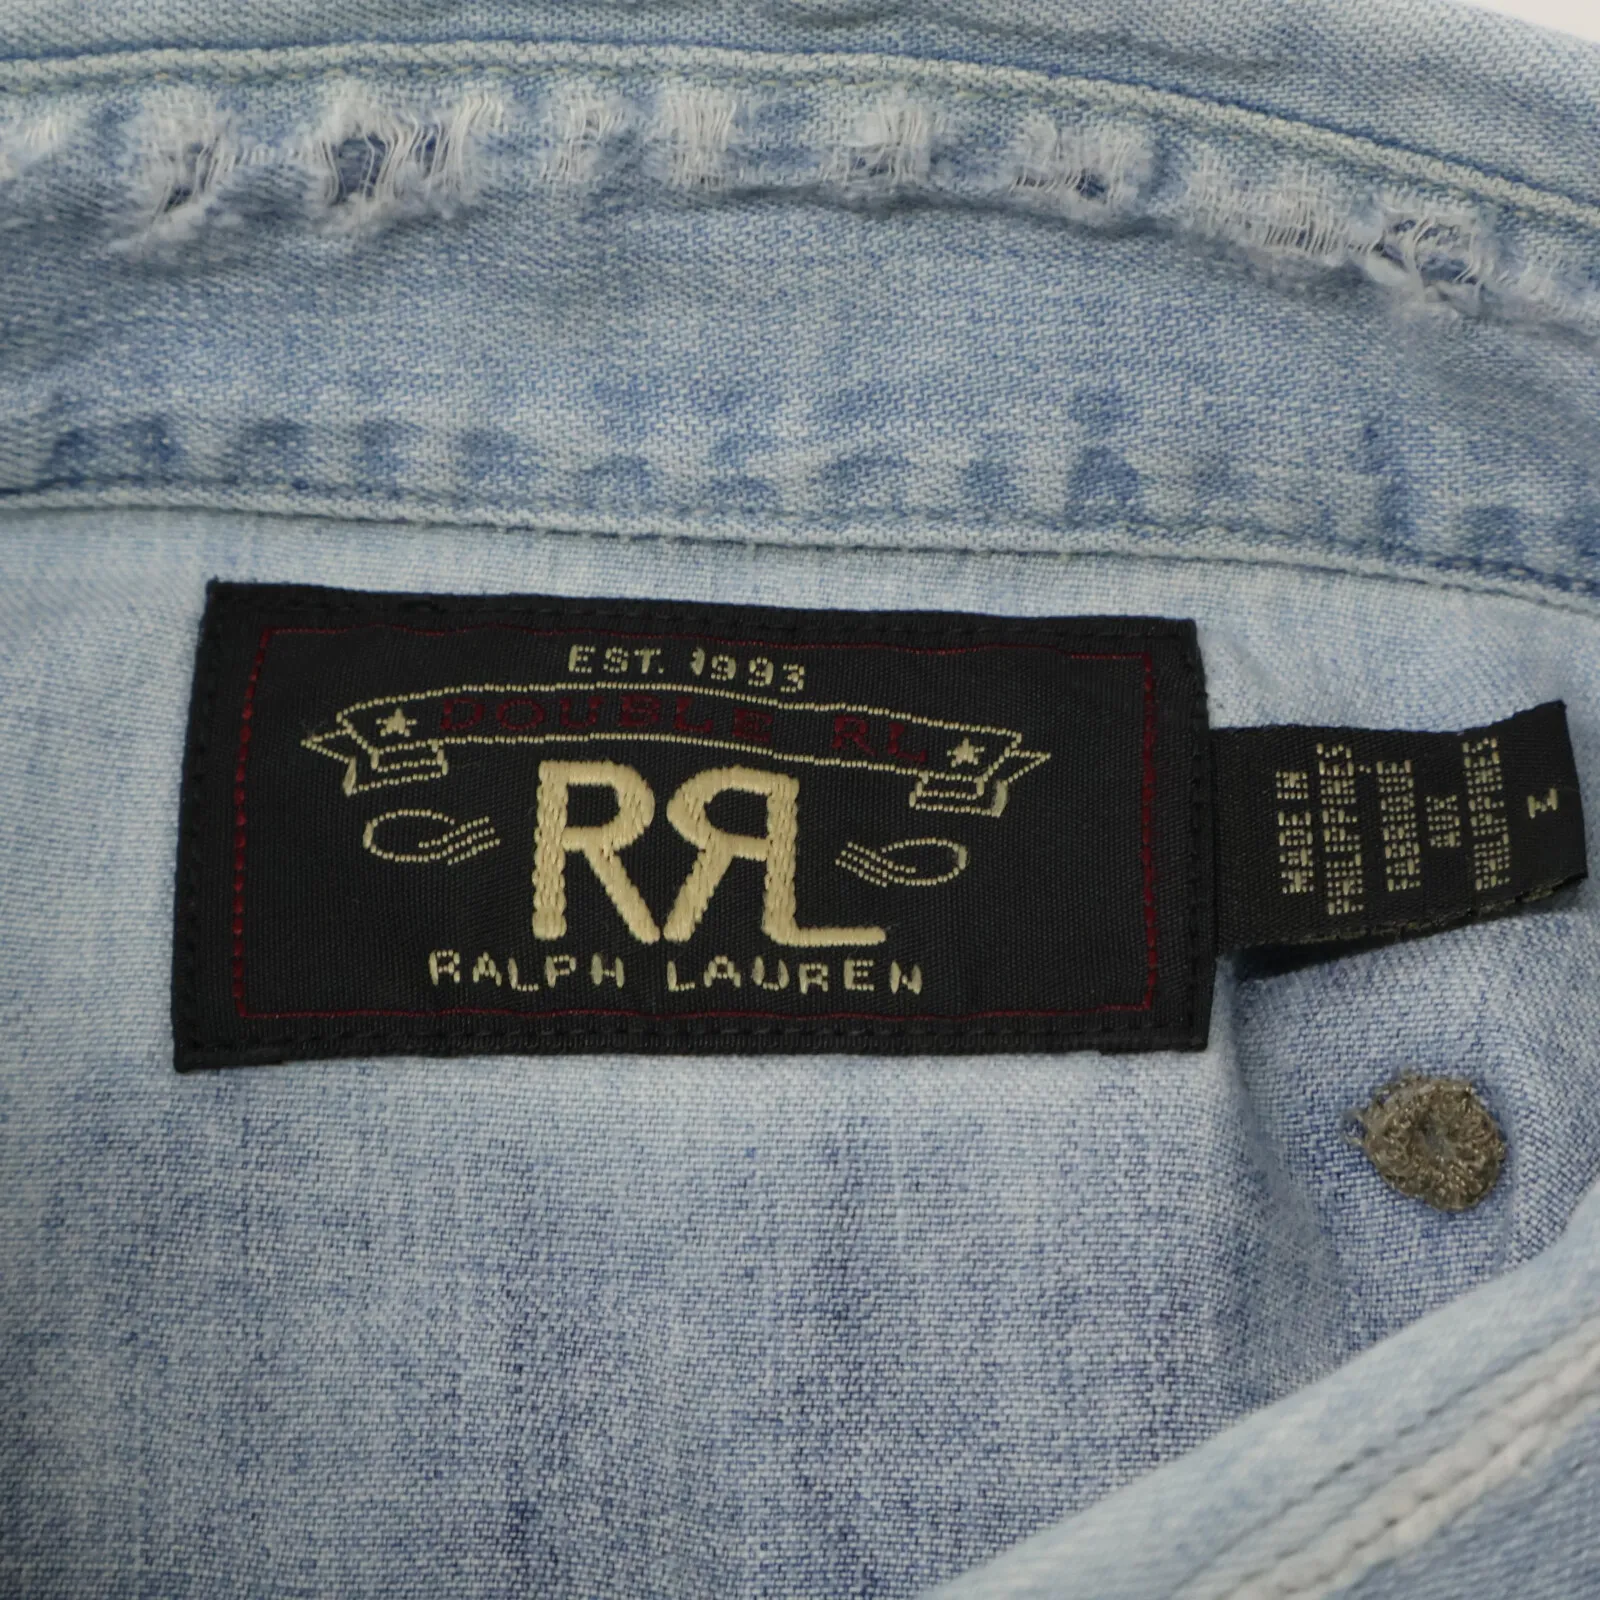 EST. 1993
DOUBLE RL
RRL
RALPH LAUREN
MADE IN
PHILIPPINES
FABRIQUÉ
AUX
PHILIPPINES
M